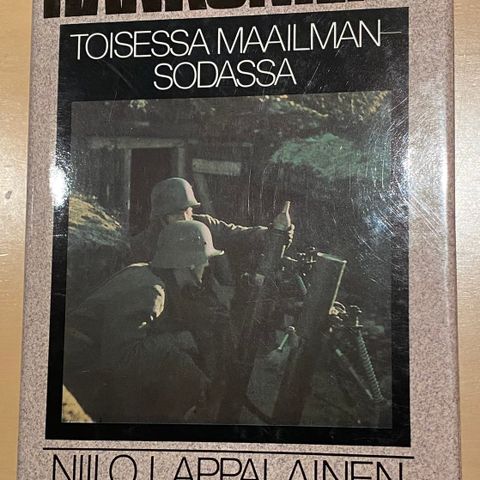 TOISESSA MAAILMAN-
SODASSA
NIILO LAPPALAINEN